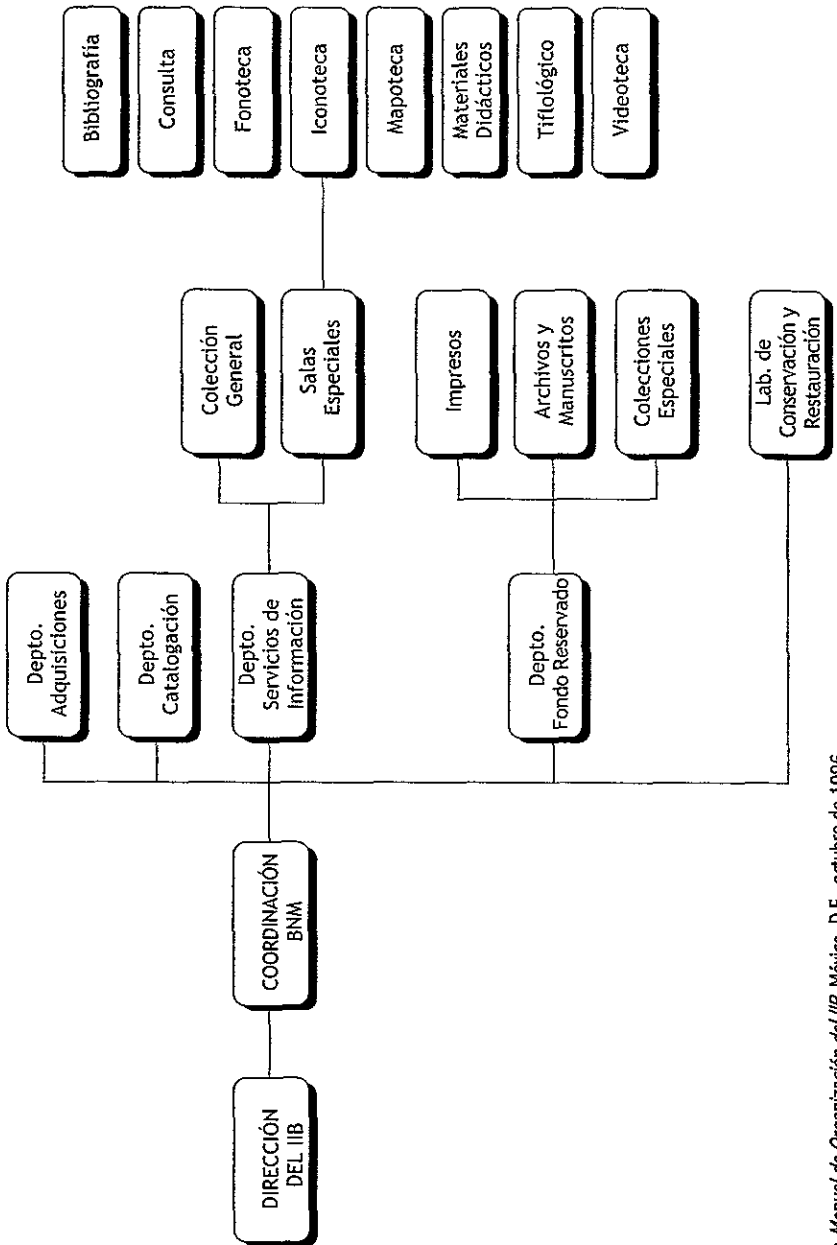 DIRECCIÓN
DEL IIB
COORDINACIÓN
BNM
Depto.
Adquisiciones
Depto.
Catalogación
Depto.
Servicios de
Información
Depto.
Fondo Reservado
Colección
General
Salas
Especiales
Impresos
Archivos y
Manuscritos
Colecciones
Especiales
Lab. de
Conservación y
Restauración
Bibliografía
Consulta
Fonoteca
Iconoteca
Mapoteca
Materiales
Didácticos
Tiflológico
Videoteca
Manual de Organización del IIB. México, D.F., octubre de 1996